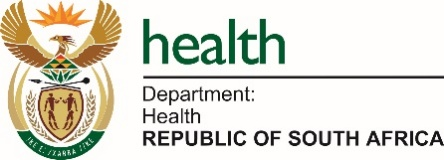 health
Department:
Health
REPUBLIC OF SOUTH AFRICA